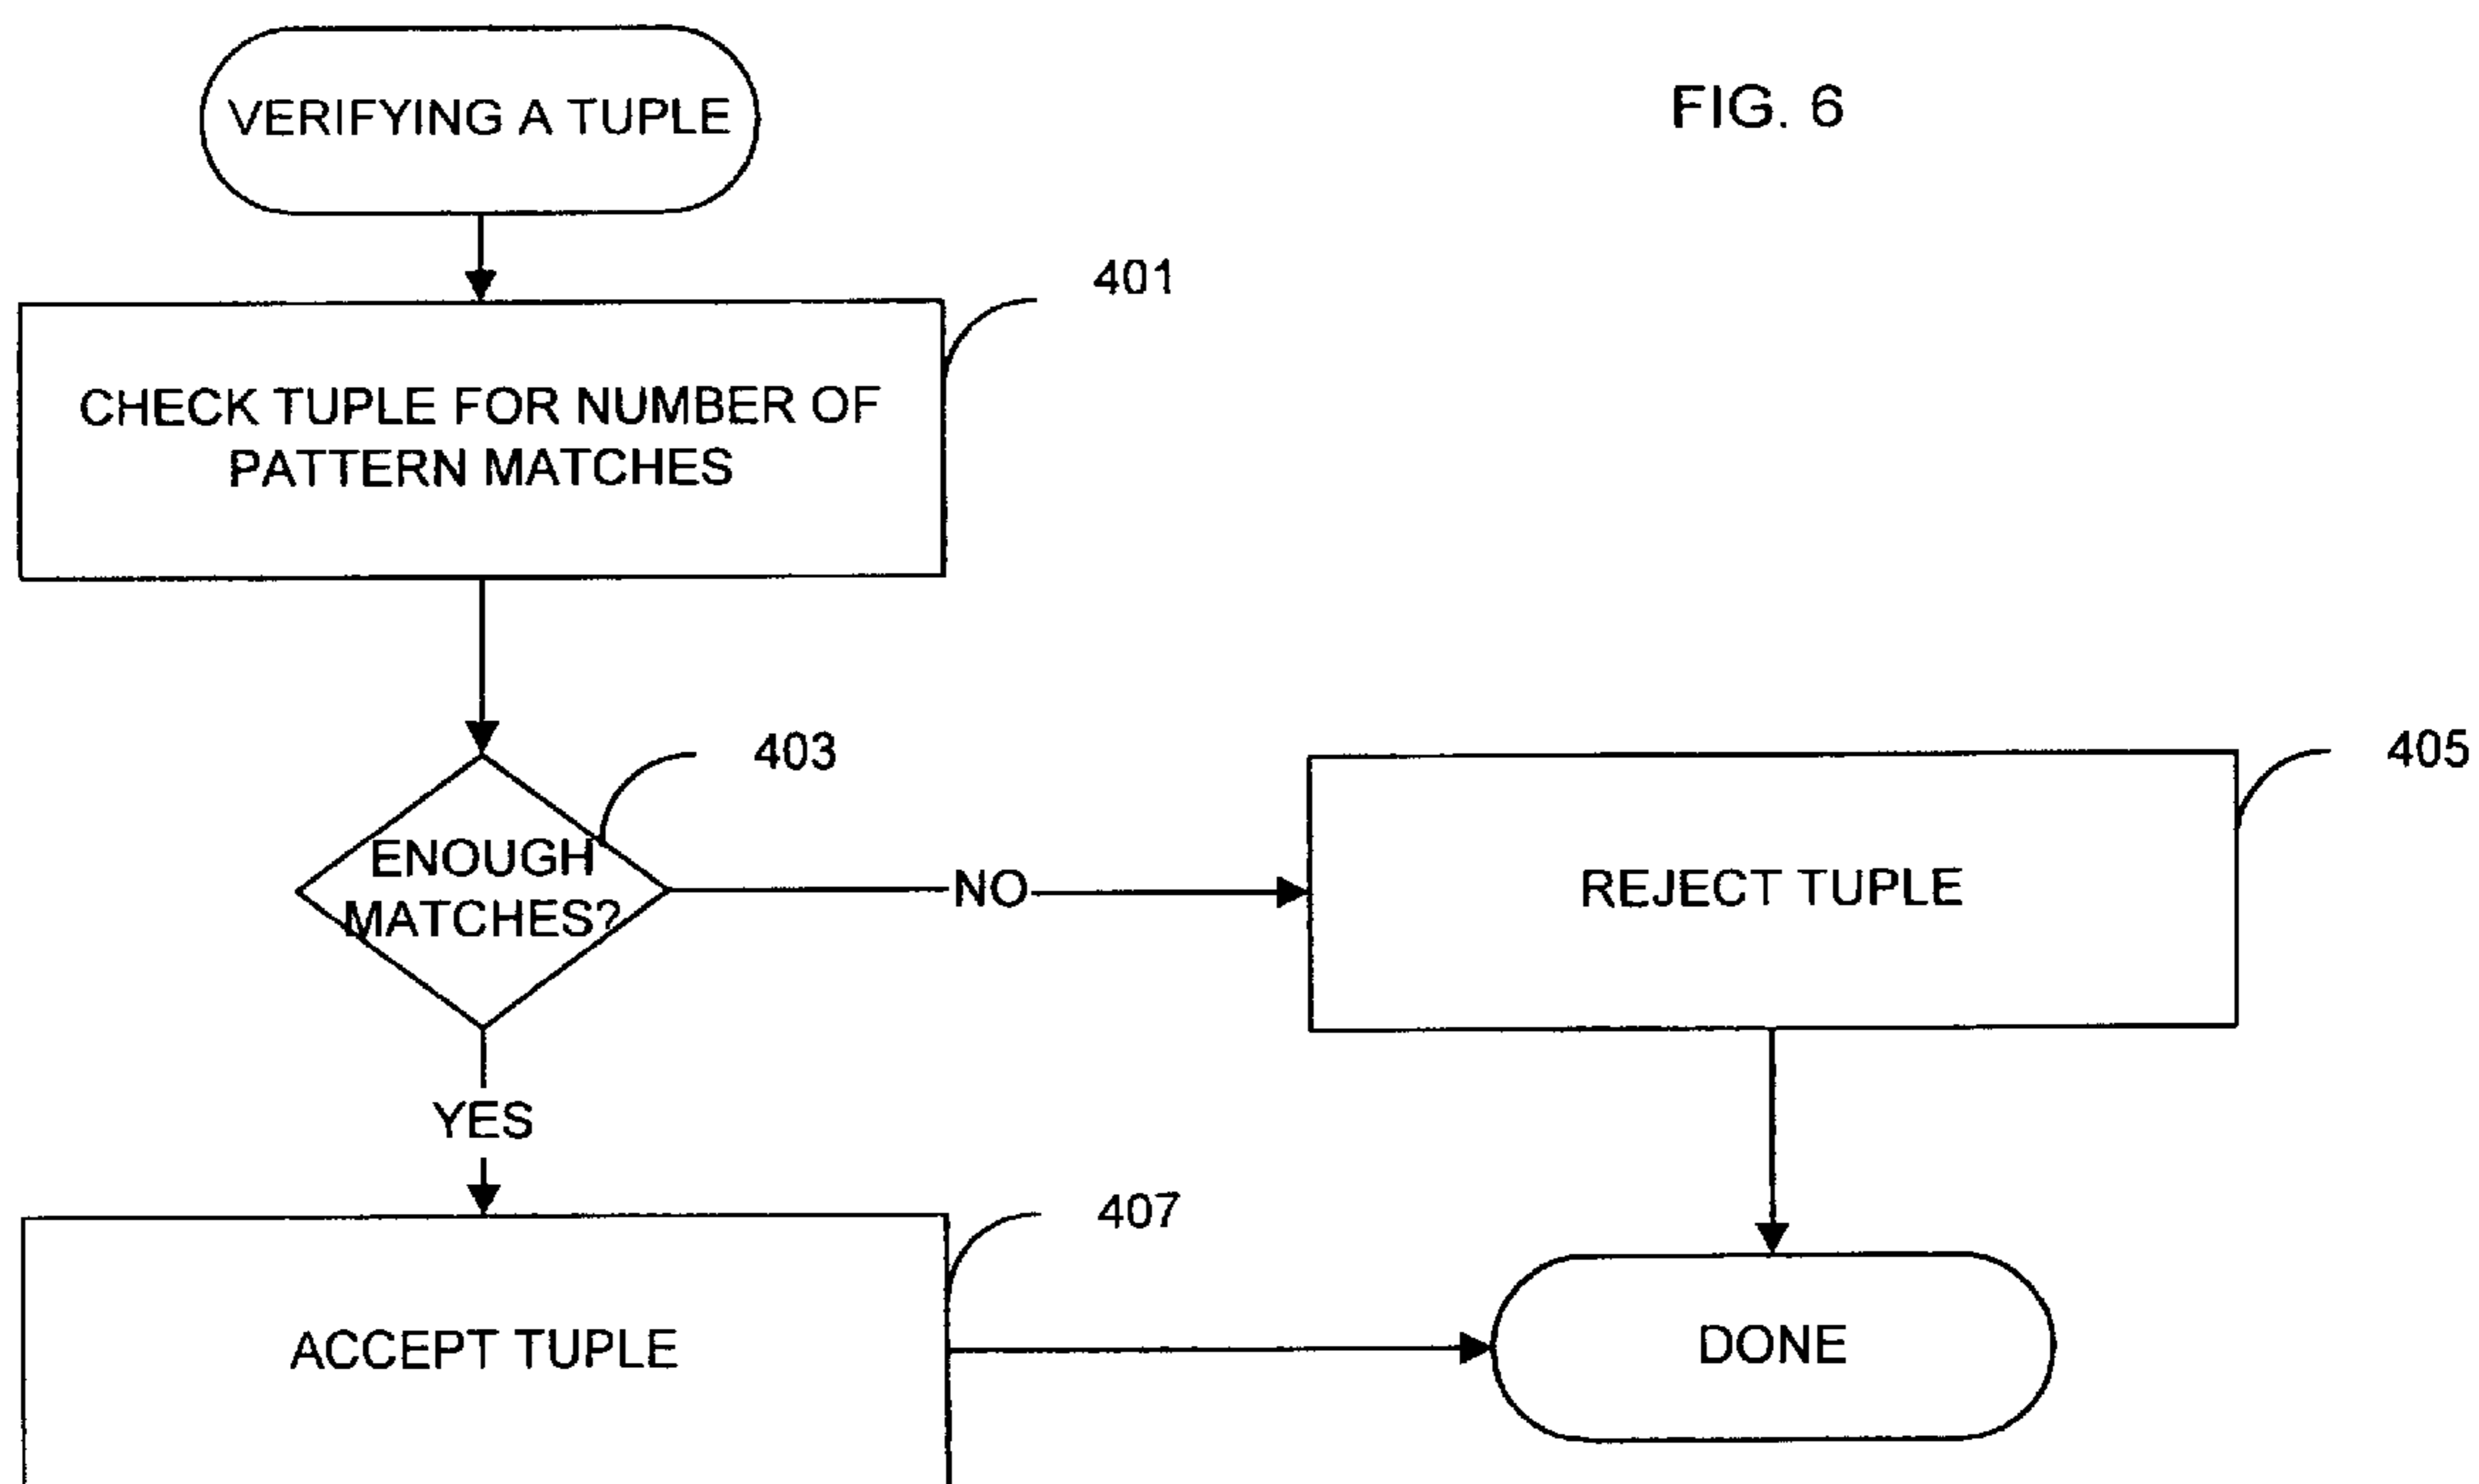 VERIFYING A TUPLE
FIG. 6
401
CHECK TUPLE FOR NUMBER OF
PATTERN MATCHES
403
405
ENOUGH
MATCHES?
NO
REJECT TUPLE
YES
407
ACCEPT TUPLE
DONE